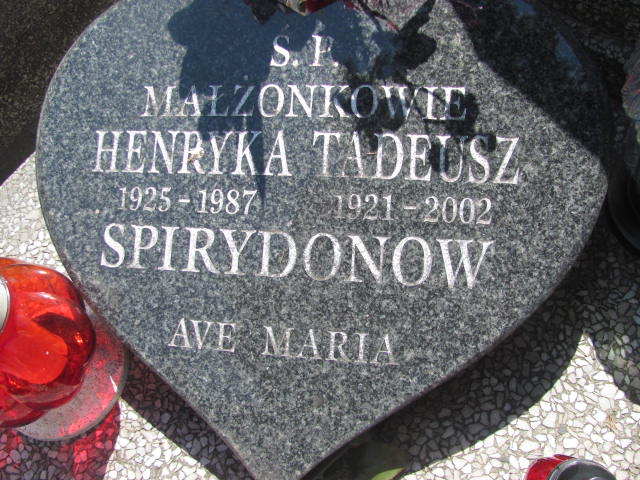 S. P.
MAŁŻONKOWIE
HENRYKA TADEUSZ
1925-1987 1921-2002
SPIRYDONOW
AVE MARIA